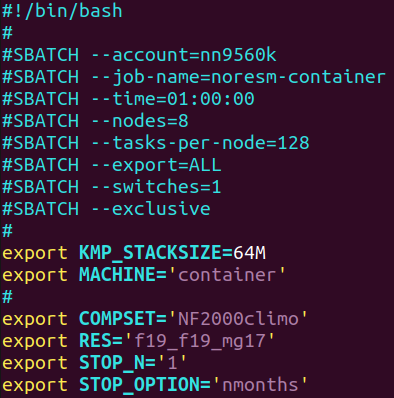 #!/bin/bash
#
#SBATCH --account=nn9560k
#SBATCH --job-name=noresm-container
#SBATCH --time=01:00:00
#SBATCH --nodes=8
#SBATCH --tasks-per-node=128
#SBATCH --export=ALL
#SBATCH --switches=1
#SBATCH --exclusive
#
export KMP_STACKSIZE=64M
export MACHINE='container'
#
export COMPSET='NF2000climo'
export RES='f19_f19_mg17'
export STOP_N='1'
export STOP_OPTION='nmonths'